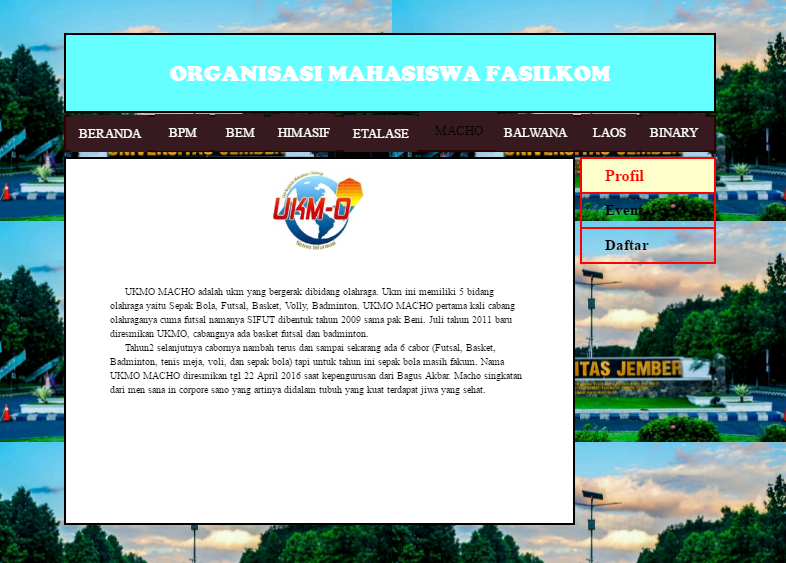 ORGANISASI MAHASISWA FASILKOM
BERANDA BPM BEM HIMASIF ETALASE MACHO BALWANA LAOS BINARY
UNIVERSITAS JEMBER UNIVERSITAS JEMBER
UKM-O
Sistem Informasi
Profil
Event
Daftar
UKMO MACHO adalah ukm yang bergerak dibidang olahraga. Ukm ini memiliki 5 bidang
olahraga yaitu Sepak Bola, Futsal, Basket, Volly, Badminton. UKMO MACHO pertama kali cabang
olahraganya cuma futsal namanya SIFUT dibentuk tahun 2009 sama pak Beni. Juli tahun 2011 baru
diresmikan UKMO, cabangnya ada basket futsal dan badminton.
Tahun2 selanjutnya cabornya nambah terus dan sampai sekarang ada 6 cabor (Futsal, Basket,
Badminton, tenis meja, voli, dan sepak bola) tapi untuk tahun ini sepak bola masih fakum. Nama
UKMO MACHO diresmikan tgl 22 April 2016 saat kepengurusan dari Bagus Akbar. Macho singkatan
dari men sana in corpore sano yang artinya didalam tubuh yang kuat terdapat jiwa yang sehat.
ITAS JEMBER